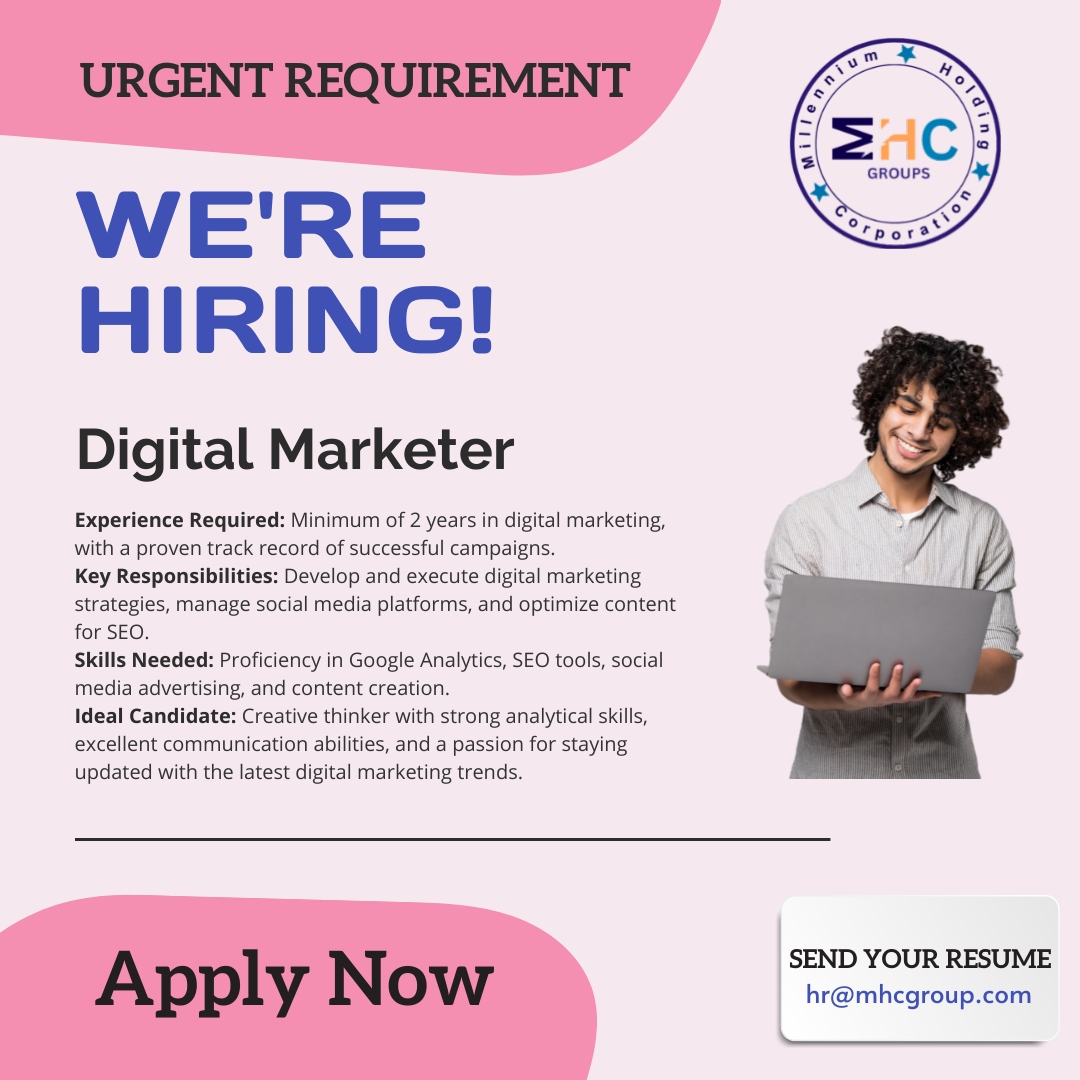 URGENT REQUIREMENT
Millennium Holding Corporation
MHC
GROUPS
WE'RE
HIRING!
Digital Marketer
Experience Required: Minimum of 2 years in digital marketing,
with a proven track record of successful campaigns.
Key Responsibilities: Develop and execute digital marketing
strategies, manage social media platforms, and optimize content
for SEO.
Skills Needed: Proficiency in Google Analytics, SEO tools, social
media advertising, and content creation.
Ideal Candidate: Creative thinker with strong analytical skills,
excellent communication abilities, and a passion for staying
updated with the latest digital marketing trends.
Apply Now
SEND YOUR RESUME
hr@mhcgroup.com